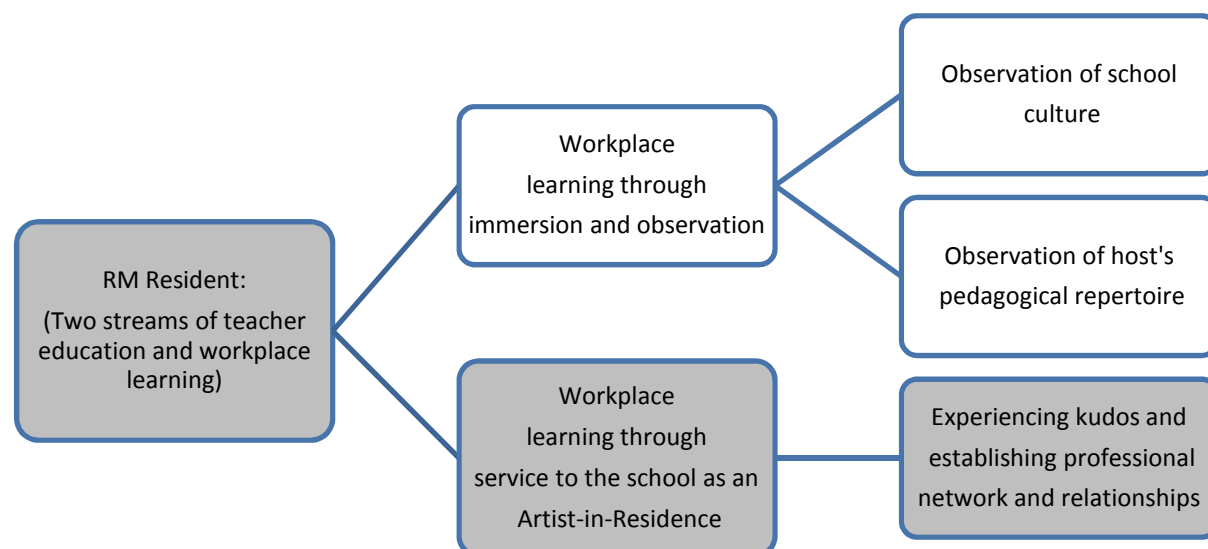 RM Resident:
(Two streams of teacher
education and workplace
learning)
Workplace
learning through
immersion and observation
Observation of school
culture
Observation of host's
pedagogical repertoire
Workplace
learning through
service to the school as an
Artist-in-Residence
Experiencing kudos and
establishing professional
network and relationships